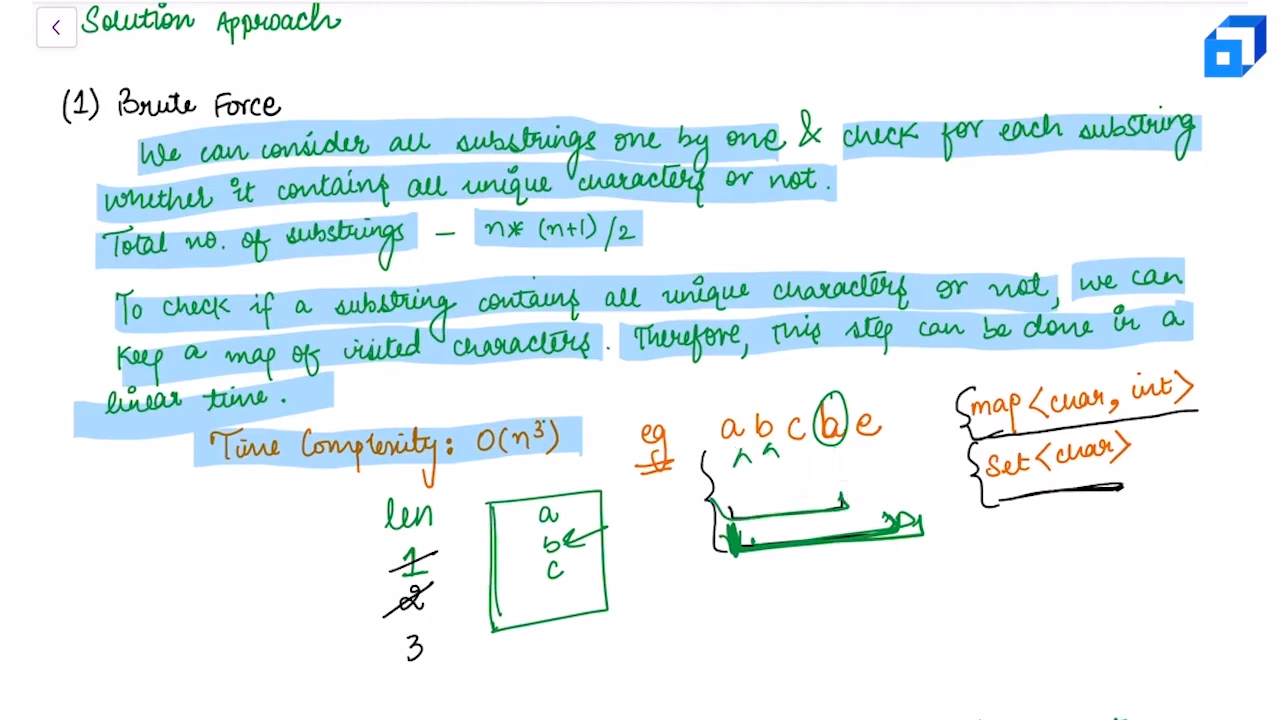 Solution Approach
(1) Brute Force
We can consider all substrings one by one & check for each substring
whether it contains all unique characters or not.
Total no. of substrings - n* (n+1)/2
To check if a substring contains all unique characters or not, we can
keep a map of visited characters. Therefore, this step can be done in a
linear time.
Time Complexity: O(n³)
eg a b c b e
map<char, int>
set<char>
len
1
2
3
a
b
c